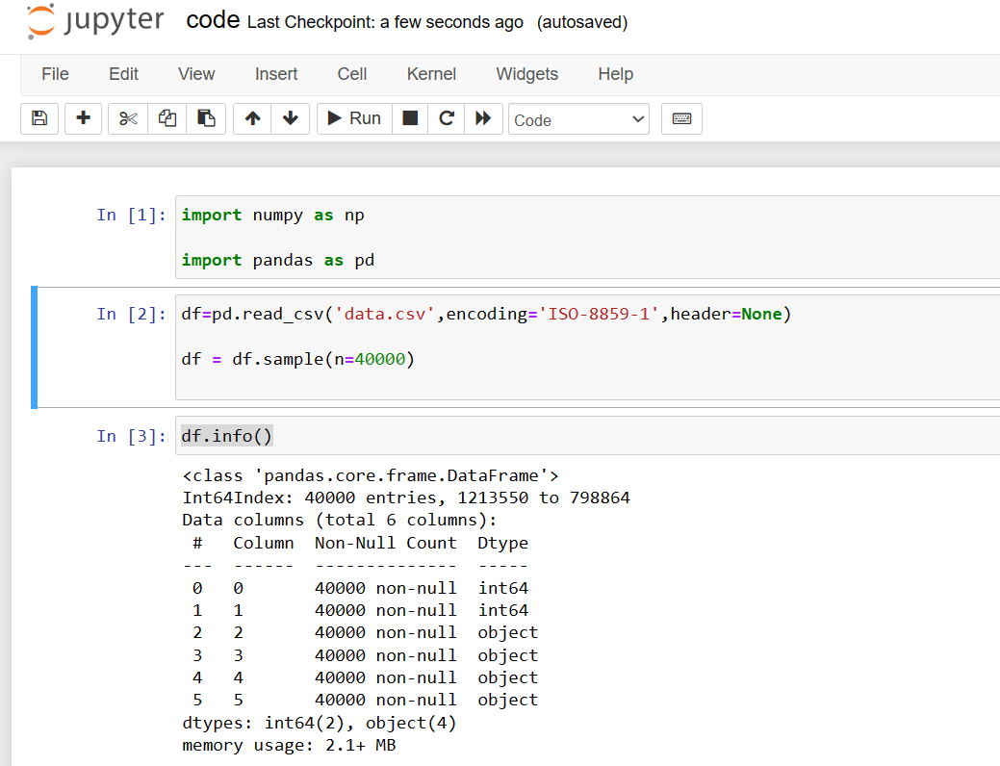 jupyter code Last Checkpoint: a few seconds ago (autosaved)
File Edit View Insert Cell Kernel Widgets Help
Run Code
In [1]: import numpy as np
import pandas as pd
In [2]: df=pd.read_csv('data.csv',encoding='ISO-8859-1',header=None)
df = df.sample(n=40000)
In [3]: df.info()
<class 'pandas.core.frame.DataFrame'>
Int64Index: 40000 entries, 1213550 to 798864
Data columns (total 6 columns):
 #   Column  Non-Null Count  Dtype
---  ------  --------------  -----
 0   0       40000 non-null  int64
 1   1       40000 non-null  int64
 2   2       40000 non-null  object
 3   3       40000 non-null  object
 4   4       40000 non-null  object
 5   5       40000 non-null  object
dtypes: int64(2), object(4)
memory usage: 2.1+ MB